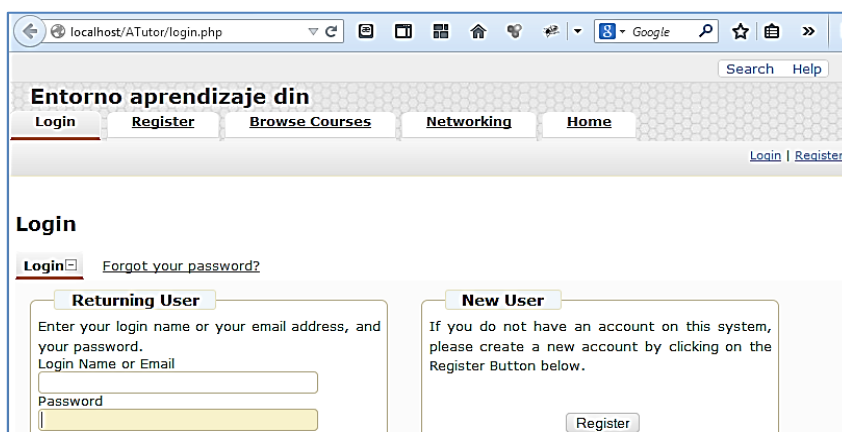 localhost/ATutor/login.php
Google
Search Help
Entorno aprendizaje din
Login Register Browse Courses Networking Home
Login | Register
Login
Login Forgot your password?
Returning User
Enter your login name or your email address, and
your password.
Login Name or Email
Password
New User
If you do not have an account on this system,
please create a new account by clicking on the
Register Button below.
Register